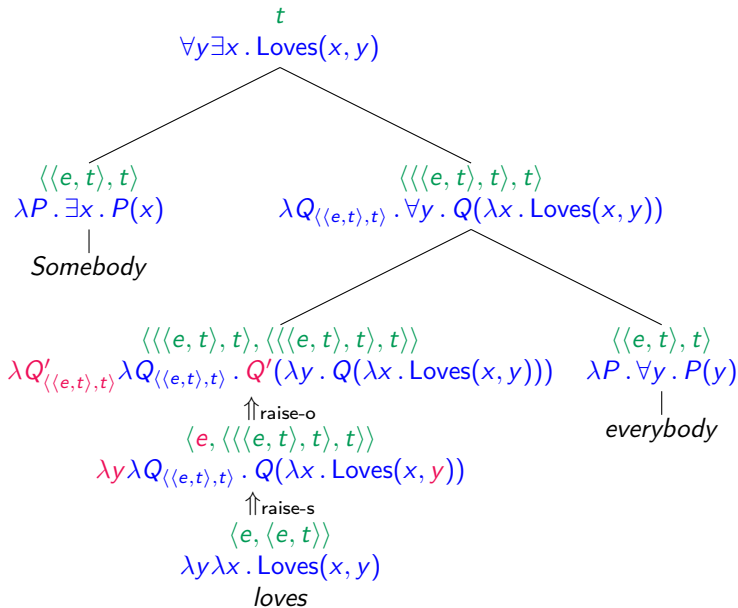 t
∀y∃x . Loves(x, y)
⟨⟨e, t⟩, t⟩
λP . ∃x . P(x)
Somebody
⟨⟨⟨e, t⟩, t⟩, t⟩
λQ⟨⟨e,t⟩,t⟩ . ∀y . Q(λx . Loves(x, y))
⟨⟨⟨e, t⟩, t⟩, ⟨⟨⟨e, t⟩, t⟩, t⟩⟩
λQ′⟨⟨e,t⟩,t⟩λQ⟨⟨e,t⟩,t⟩ . Q′(λy . Q(λx . Loves(x, y)))
⟨⟨e, t⟩, t⟩
λP . ∀y . P(y)
everybody
⇑raise-o
⟨e, ⟨⟨⟨e, t⟩, t⟩, t⟩⟩
λyλQ⟨⟨e,t⟩,t⟩ . Q(λx . Loves(x, y))
⇑raise-s
⟨e, ⟨e, t⟩⟩
λyλx . Loves(x, y)
loves